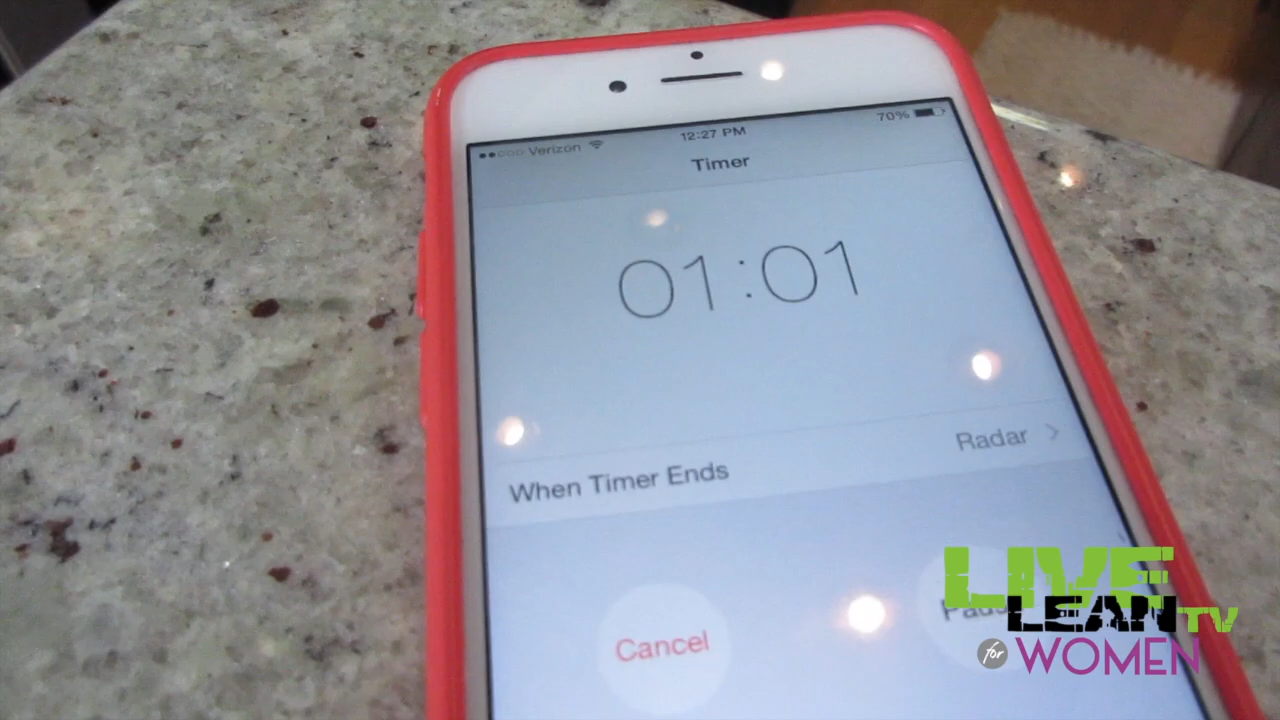 Verizon 12:27 PM 70%
Timer
01:01
When Timer Ends Radar
Cancel
LIVE
LEAN TV
for WOMEN